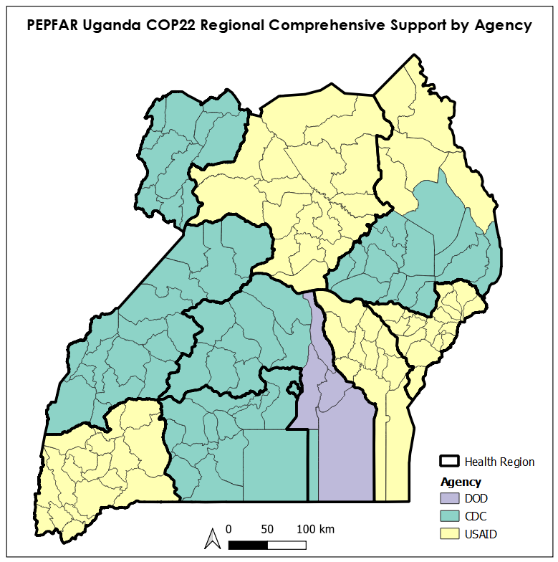 PEPFAR Uganda COP22 Regional Comprehensive Support by Agency
Health Region
Agency
DOD
CDC
USAID
0 50 100 km